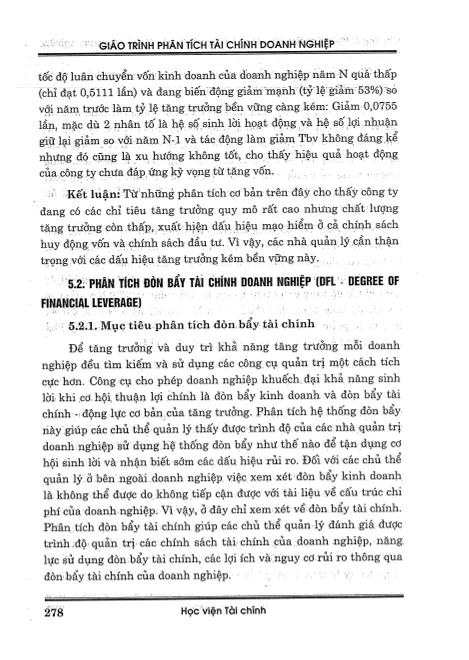 GIÁO TRÌNH PHÂN TÍCH TÀI CHÍNH DOANH NGHIỆP
tốc độ luân chuyển vốn kinh doanh của doanh nghiệp năm N quá thấp
(chỉ đạt 0,5111 lần) và đang biến động giảm mạnh (tỷ lệ giảm 53%) so
với năm trước làm tỷ lệ tăng trưởng bền vững càng kém: Giảm 0,0755
lần, mặc dù 2 nhân tố là hệ số sinh lời hoạt động và hệ số lợi nhuận
giữ lại giảm so với năm N-1 và tác động làm giảm Tbv không đáng kể
nhưng đó cũng là xu hướng không tốt, cho thấy hiệu quả hoạt động
của công ty chưa đáp ứng kỳ vọng từ tăng vốn.
Kết luận: Từ những phân tích cơ bản trên đây cho thấy công ty
đang có các chỉ tiêu tăng trưởng quy mô rất cao nhưng chất lượng
tăng trưởng còn thấp, xuất hiện dấu hiệu mạo hiểm ở cả chính sách
huy động vốn và chính sách đầu tư. Vì vậy, các nhà quản lý cần thận
trọng với các dấu hiệu tăng trưởng kém bền vững này.
5.2. PHÂN TÍCH ĐÒN BẨY TÀI CHÍNH DOANH NGHIỆP (DFL - DEGREE OF
FINANCIAL LEVERAGE)
5.2.1. Mục tiêu phân tích đòn bẩy tài chính
Để tăng trưởng và duy trì khả năng tăng trưởng mỗi doanh
nghiệp đều tìm kiếm và sử dụng các công cụ quản trị một cách tích
cực hơn. Công cụ cho phép doanh nghiệp khuếch đại khả năng sinh
lời khi cơ hội thuận lợi chính là đòn bẩy kinh doanh và đòn bẩy tài
chính - động lực cơ bản của tăng trưởng. Phân tích hệ thống đòn bẩy
này giúp các chủ thể quản lý thấy được trình độ của các nhà quản trị
doanh nghiệp sử dụng hệ thống đòn bẩy như thế nào để tận dụng cơ
hội sinh lời và nhận biết sớm các dấu hiệu rủi ro. Đối với các chủ thể
quản lý ở bên ngoài doanh nghiệp việc xem xét đòn bẩy kinh doanh
là không thể được do không tiếp cận được với tài liệu về cấu trúc chi
phí của doanh nghiệp. Vì vậy, ở đây chỉ xem xét về đòn bẩy tài chính.
Phân tích đòn bẩy tài chính giúp các chủ thể quản lý đánh giá được
trình độ quản trị các chính sách tài chính của doanh nghiệp, năng
lực sử dụng đòn bẩy tài chính, các lợi ích và nguy cơ rủi ro thông qua
đòn bẩy tài chính của doanh nghiệp.
278
Học viện Tài chính